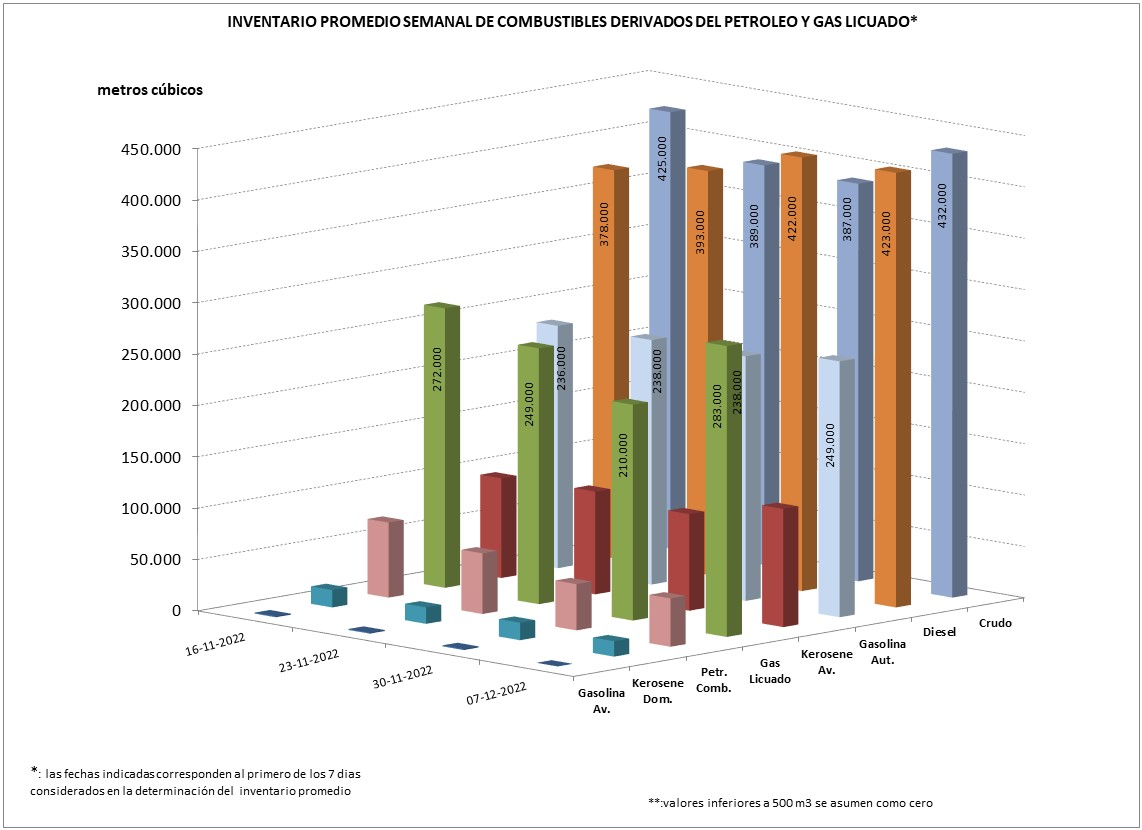 INVENTARIO PROMEDIO SEMANAL DE COMBUSTIBLES DERIVADOS DEL PETROLEO Y GAS LICUADO*
metros cúbicos
450.000
400.000
350.000
300.000
250.000
200.000
150.000
100.000
50.000
0
425.000
378.000
393.000
389.000
422.000
387.000
423.000
432.000
272.000
236.000
249.000
238.000
210.000
283.000
238.000
249.000
16-11-2022
23-11-2022
30-11-2022
07-12-2022
Gasolina
Av.
Kerosene
Dom.
Petr.
Comb.
Gas
Licuado
Kerosene
Av.
Gasolina
Aut.
Diesel
Crudo
*: las fechas indicadas corresponden al primero de los 7 dias
considerados en la determinación del inventario promedio
**:valores inferiores a 500 m3 se asumen como cero